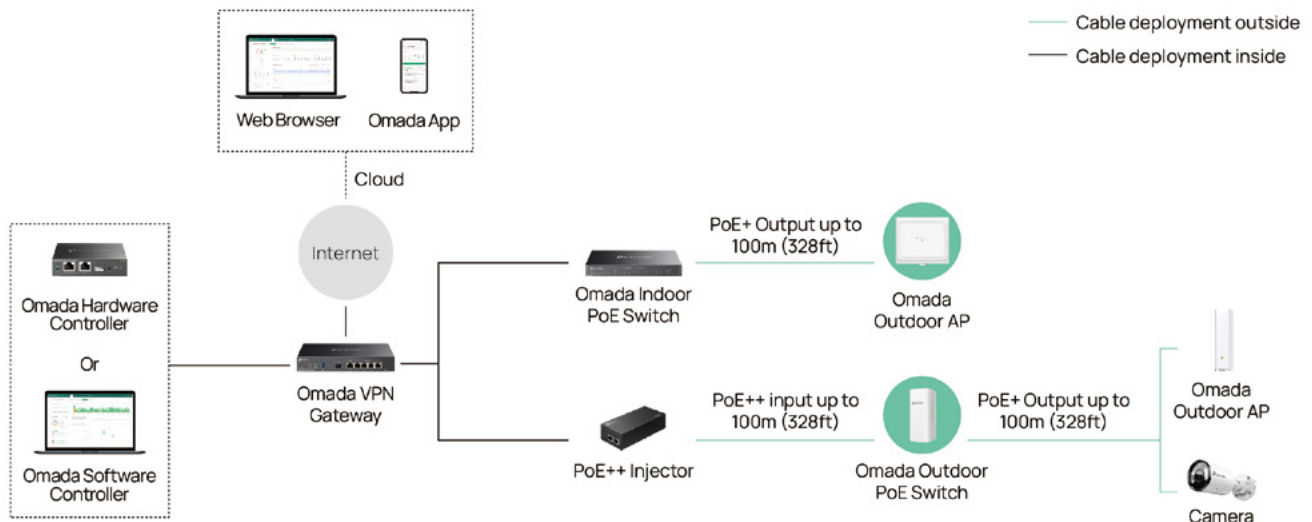 Cable deployment outside
Cable deployment inside
Web Browser
Omada App
Cloud
Internet
Omada Hardware
Controller
Or
Omada Software
Controller
Omada VPN
Gateway
Omada Indoor
PoE Switch
PoE+ Output up to
100m (328ft)
Omada
Outdoor AP
PoE++ Injector
PoE++ input up to
100m (328ft)
Omada Outdoor
PoE Switch
PoE+ Output up to
100m (328ft)
Omada
Outdoor AP
Camera